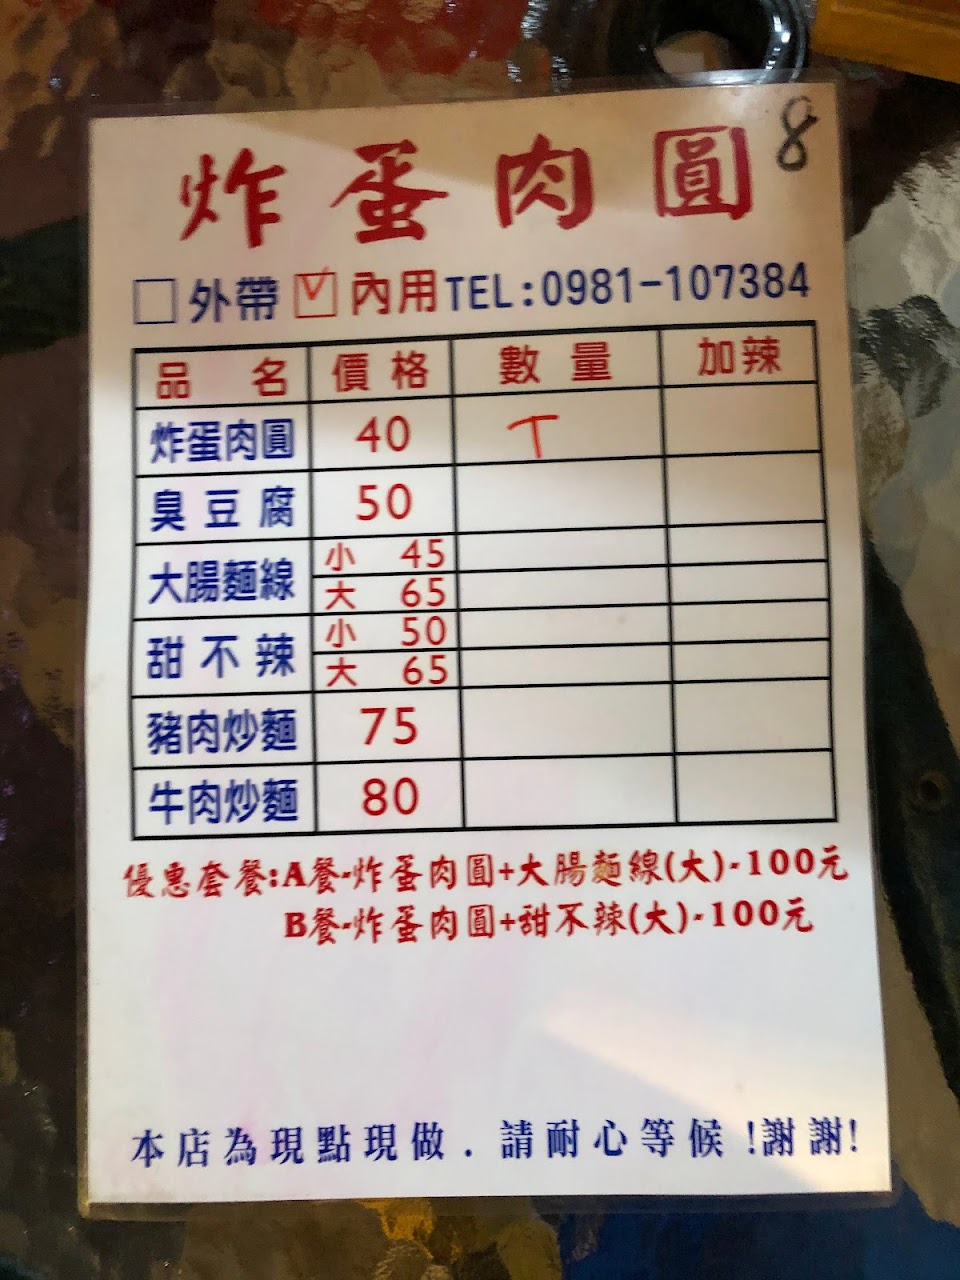 8
炸蛋肉圓
外帶 內用 TEL:0981-107384
品名 價格 數量 加辣
炸蛋肉圓 40 丅
臭豆腐 50
大腸麵線 小 45
大 65
甜不辣 小 50
大 65
豬肉炒麵 75
牛肉炒麵 80
優惠套餐:A餐-炸蛋肉圓+大腸麵線(大)-100元
B餐-炸蛋肉圓+甜不辣(大)-100元
本店為現點現做.請耐心等候!謝謝!